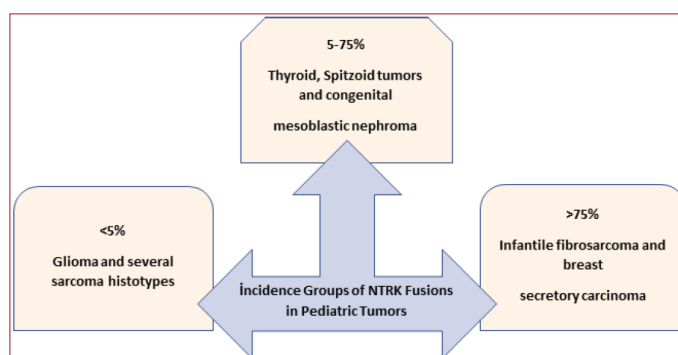 5-75%
Thyroid, Spitzoid tumors
and congenital
mesoblastic nephroma
<5%
Glioma and several
sarcoma histotypes
>75%
Infantile fibrosarcoma and
breast
secretory carcinoma
İncidence Groups of NTRK Fusions
in Pediatric Tumors